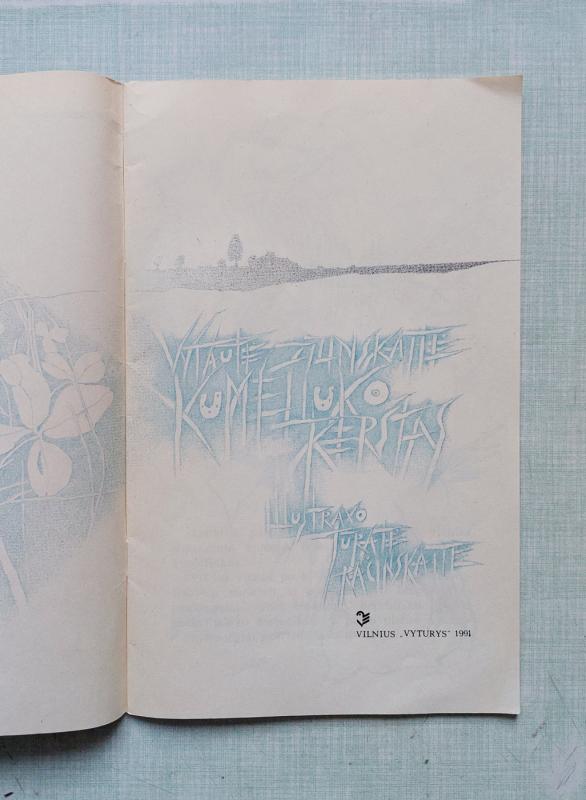 VYTAUTĖ ŽILINSKAITĖ
KUMELIUKO
KERŠTAS
ILIUSTRAVO
JŪRATĖ
RAČINSKAITĖ
VILNIUS „VYTURYS“ 1991